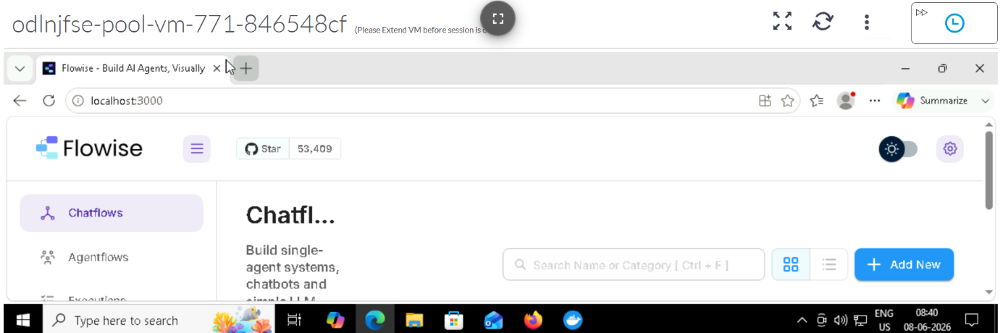 odlnjfse-pool-vm-771-846548cf (Please Extend VM before session is
Flowise - Build AI Agents, Visually
localhost:3000
Summarize
Flowise
Star 53,409
Chatflows
Agentflows
Executions
Chatfl...
Build single-
agent systems,
chatbots and
simple LLM
Search Name or Category [ Ctrl + F ]
Add New
Type here to search
ENG
US
08:40
08-06-2026